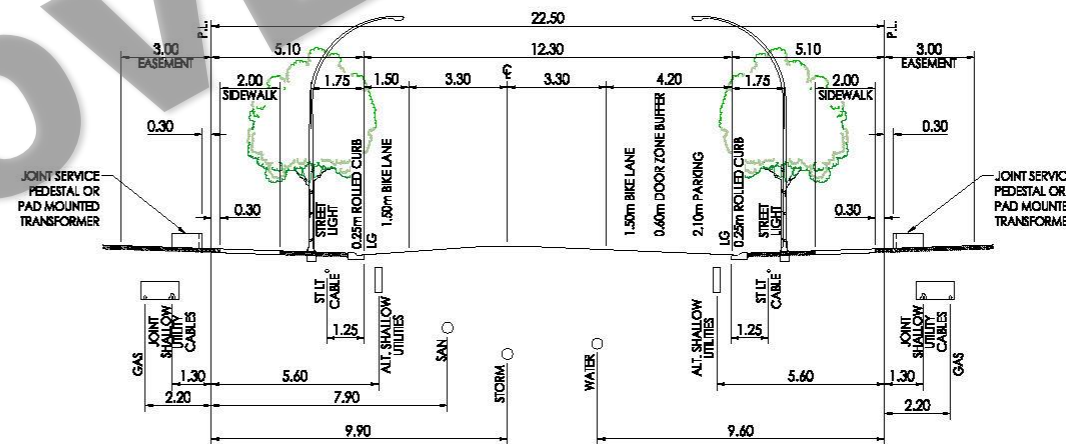 OVE
22.50
P.L.
P.L.
3.00
EASEMENT
5.10
12.30
5.10
3.00
EASEMENT
2.00
SIDEWALK
1.75
1.50
3.30
℄
3.30
4.20
1.75
2.00
SIDEWALK
0.30
0.30
JOINT SERVICE
PEDESTAL OR
PAD MOUNTED
TRANSFORMER
0.30
STREET
LIGHT
0.25m ROLLED CURB
LG
1.50m BIKE LANE
1.50m BIKE LANE
0.60m DOOR ZONE BUFFER
2.10m PARKING
LG
0.25m ROLLED CURB
STREET
LIGHT
0.30
JOINT SERVIC
PEDESTAL OR
PAD MOUNTE
TRANSFORME
GAS
JOINT
SHALLOW
UTILITY
CABLES
ST LT
CABLE
1.25
ALT. SHALLOW
UTILITIES
SAN
STORM
WATER
ALT. SHALLOW
UTILITIES
ST LT
CABLE
1.25
JOINT
SHALLOW
UTILITY
CABLES
GAS
1.30
5.60
5.60
1.30
2.20
7.90
2.20
9.90
9.60